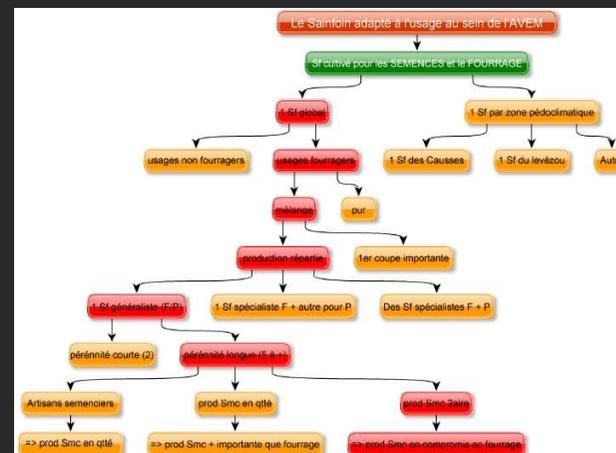 Le Sainfoin adapté à l'usage au sein de l'AVEM
Sf cultivé pour les SEMENCES et le FOURRAGE
1 Sf global
1 Sf par zone pédoclimatique
usages non fourragers
usages fourragers
1 Sf des Causses
1 Sf du levézou
mélange
pur
production répartie
1er coupe importante
1 Sf généraliste (F/P)
1 Sf spécialiste F + autre pour P
Des Sf spécialistes F + P
pérénnité courte (2)
pérénnité longue (5 à +)
Artisans semenciers
prod Smc en qtté
prod Smc 2aire
=> prod Smc en qtté
=> prod Smc + importante que fourrage
=> prod Smc en compromis ac fourrage